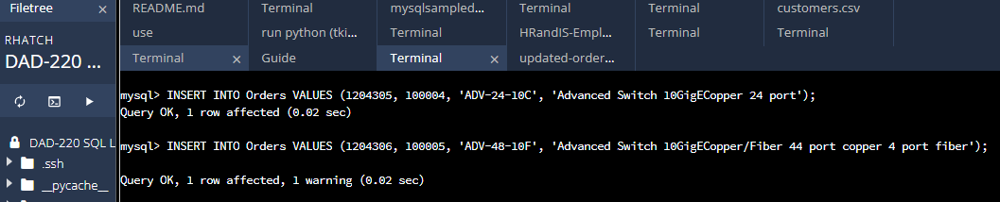 Filetree ×
README.md
mysqlsampled...
Terminal
Terminal
customers.csv
use
run python (tki...
Terminal
HRandIS-Empl...
Terminal
Terminal
Terminal ×
Guide
Terminal ×
updated-order...
RHATCH
DAD-220 ...
DAD-220 SQL L
.ssh
__pycache__
mysql> INSERT INTO Orders VALUES (1204305, 100004, 'ADV-24-10C', 'Advanced Switch 10GigECopper 24 port');
Query OK, 1 row affected (0.02 sec)
mysql> INSERT INTO Orders VALUES (1204306, 100005, 'ADV-48-10F', 'Advanced Switch 10GigECopper/Fiber 44 port copper 4 port fiber');
Query OK, 1 row affected, 1 warning (0.02 sec)